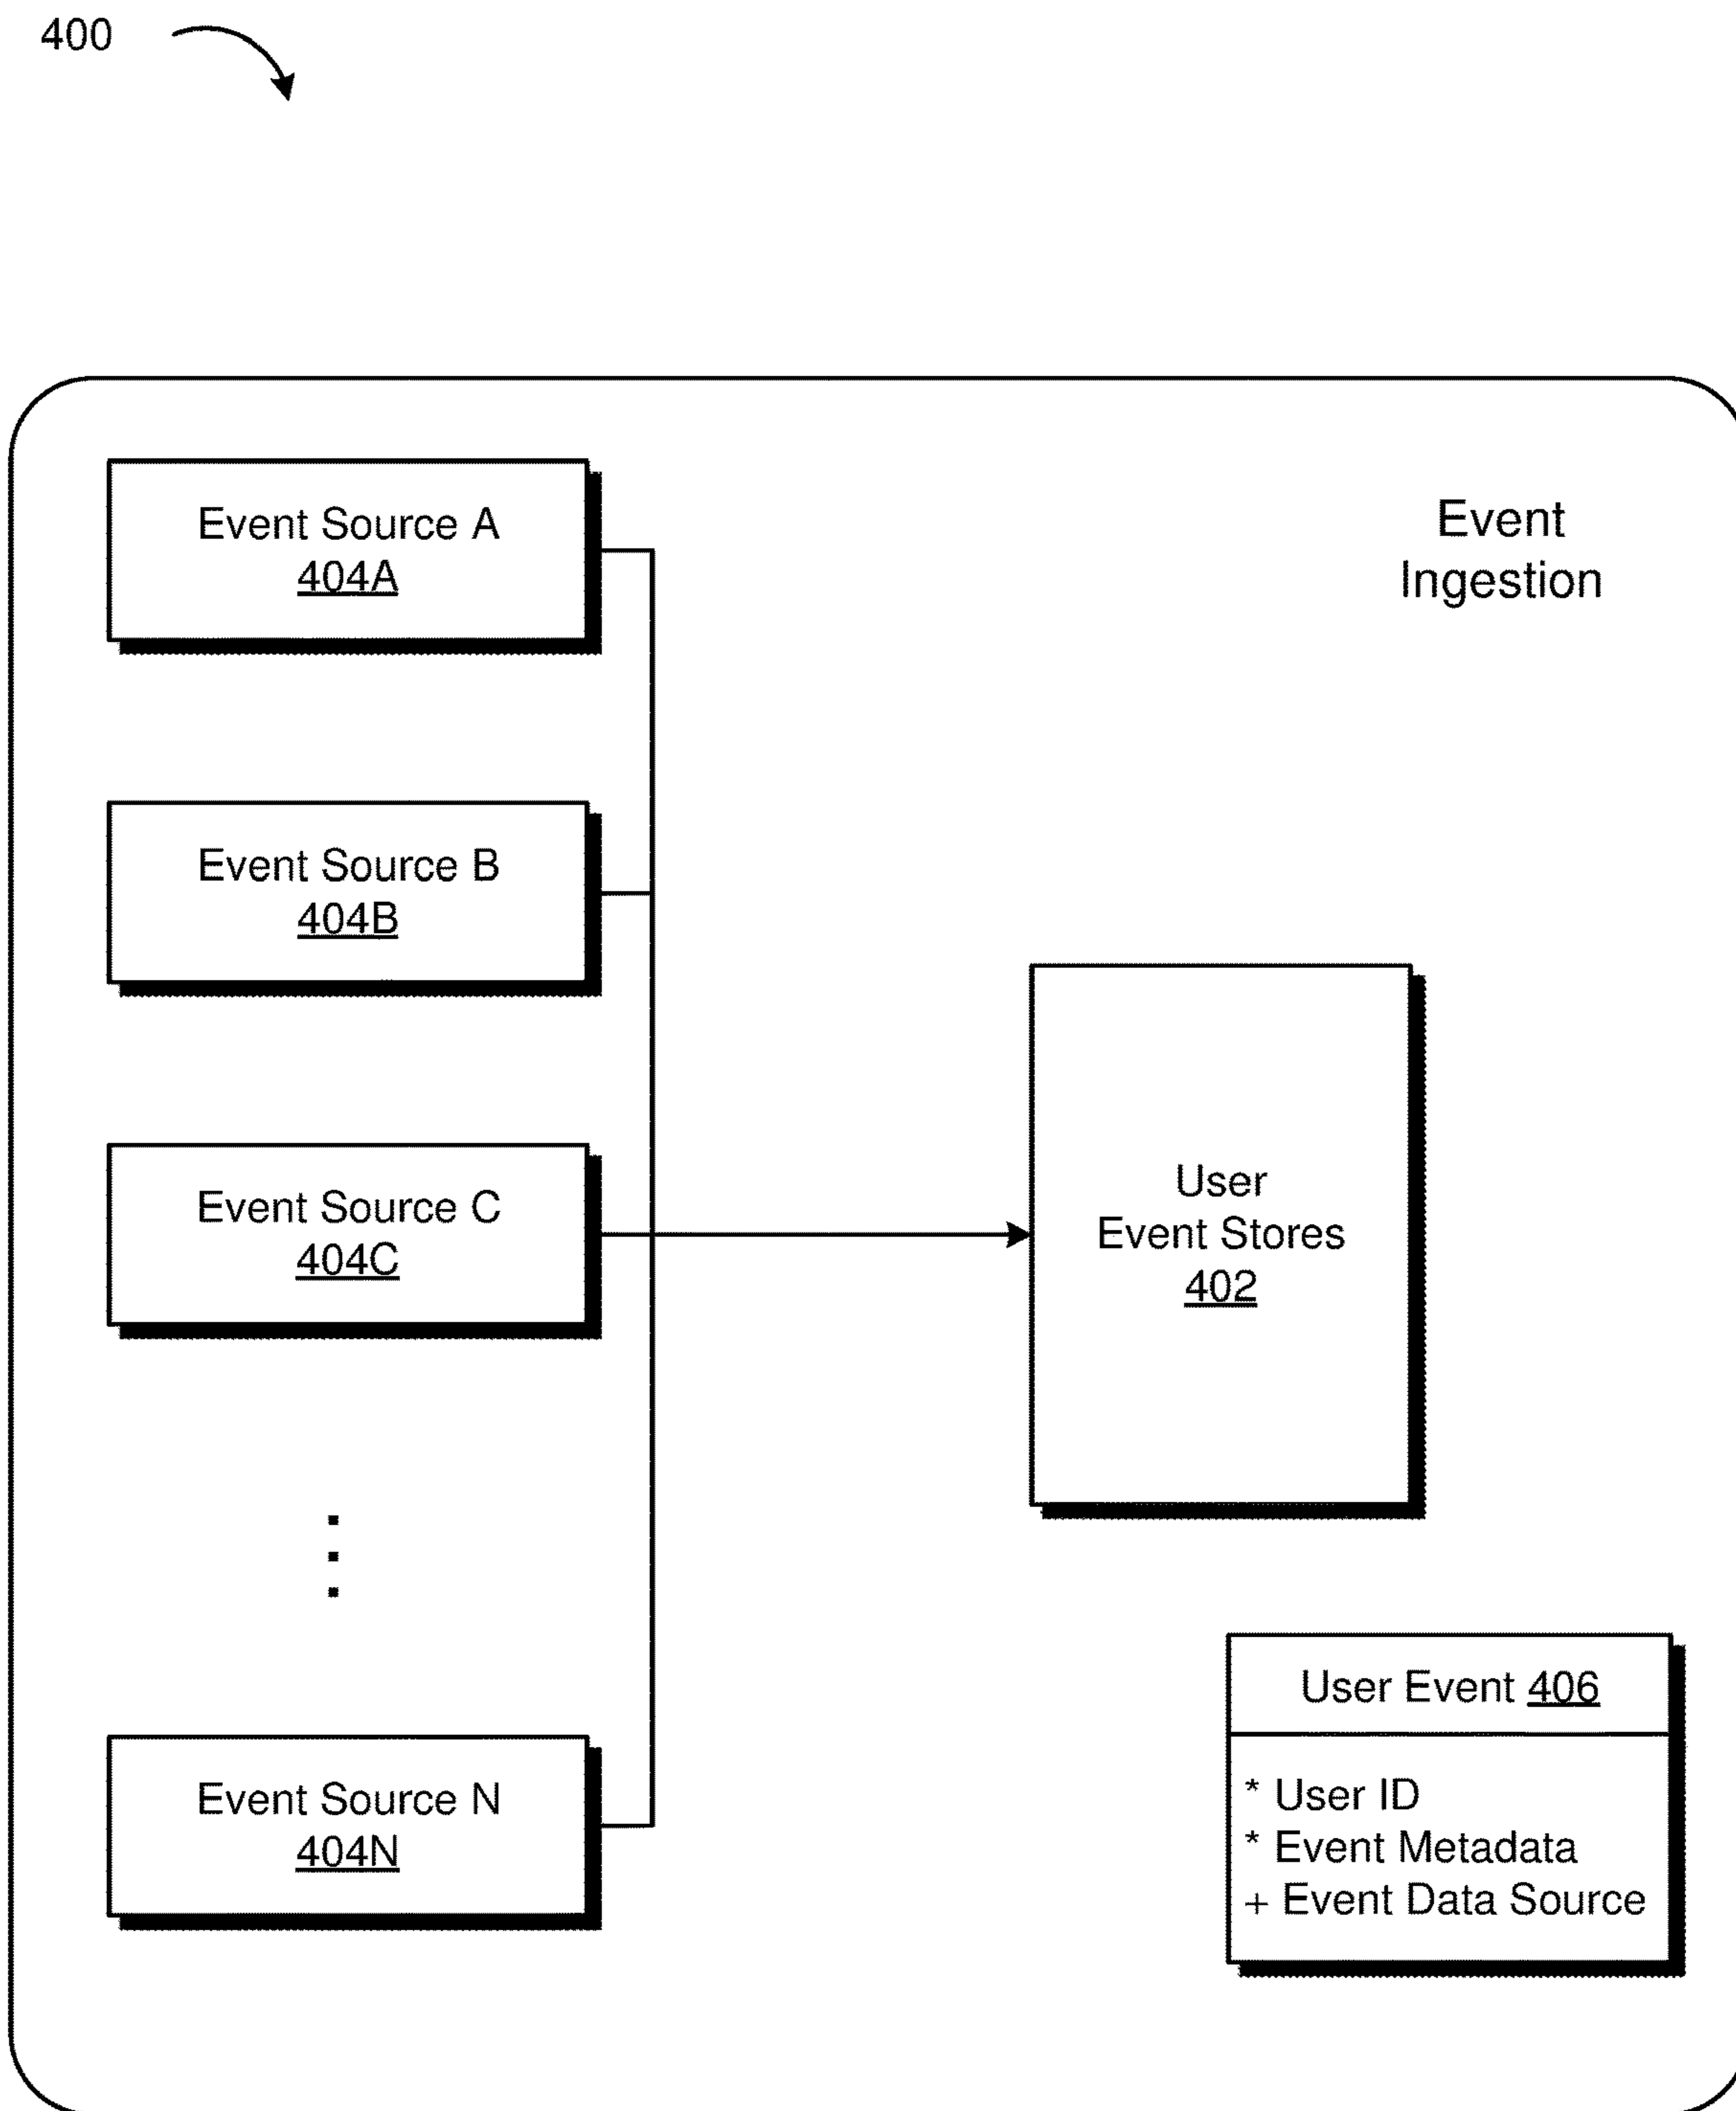 400
Event Source A
404A
Event
Ingestion
Event Source B
404B
Event Source C
404C
User
Event Stores
402
Event Source N
404N
User Event 406
* User ID
* Event Metadata
+ Event Data Source